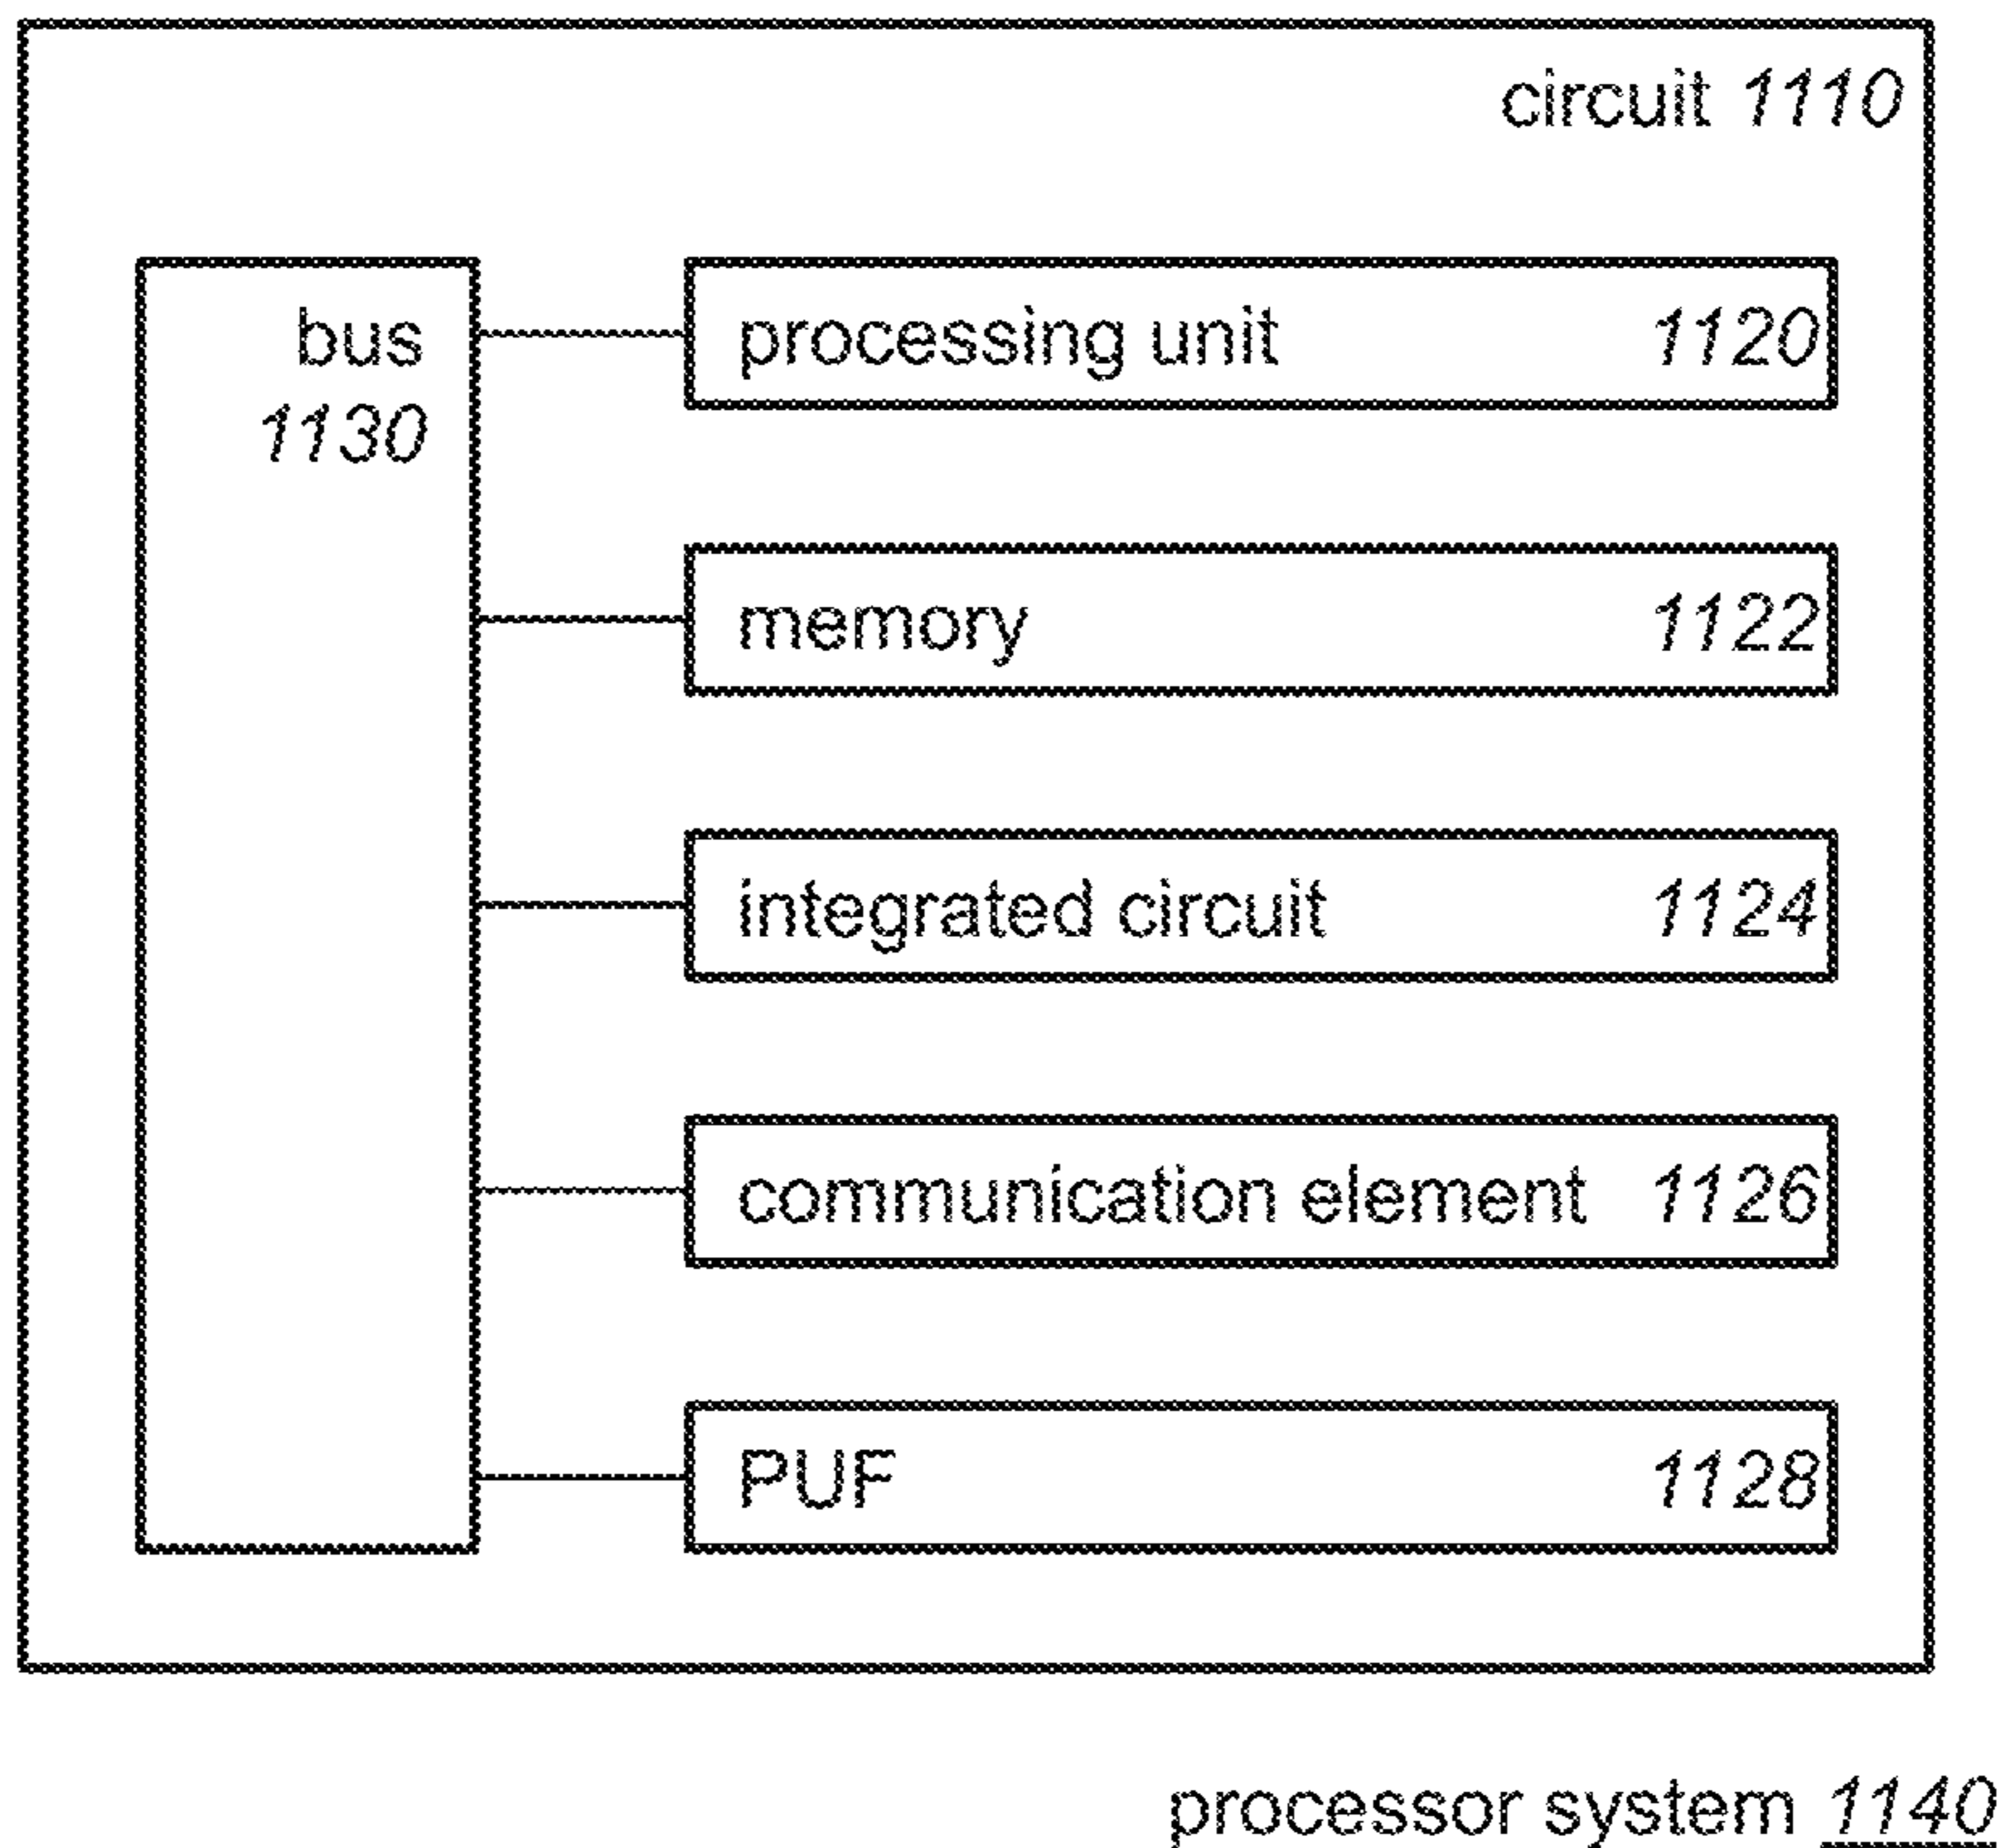 circuit 1110
bus
1130
processing unit 1120
memory 1122
integrated circuit 1124
communication element 1126
PUF 1128
processor system 1140